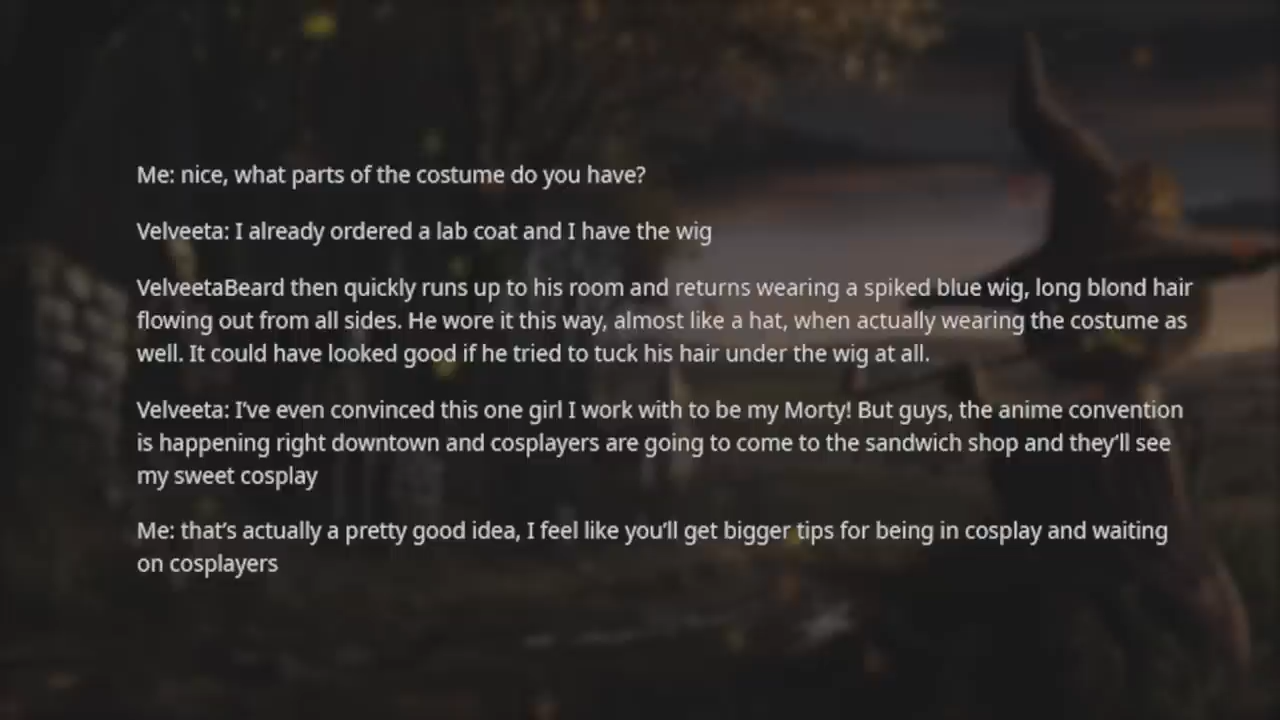 Me: nice, what parts of the costume do you have?
Velveeta: I already ordered a lab coat and I have the wig
VelveetaBeard then quickly runs up to his room and returns wearing a spiked blue wig, long blond hair
flowing out from all sides. He wore it this way, almost like a hat, when actually wearing the costume as
well. It could have looked good if he tried to tuck his hair under the wig at all.
Velveeta: I’ve even convinced this one girl I work with to be my Morty! But guys, the anime convention
is happening right downtown and cosplayers are going to come to the sandwich shop and they’ll see
my sweet cosplay
Me: that’s actually a pretty good idea, I feel like you’ll get bigger tips for being in cosplay and waiting
on cosplayers